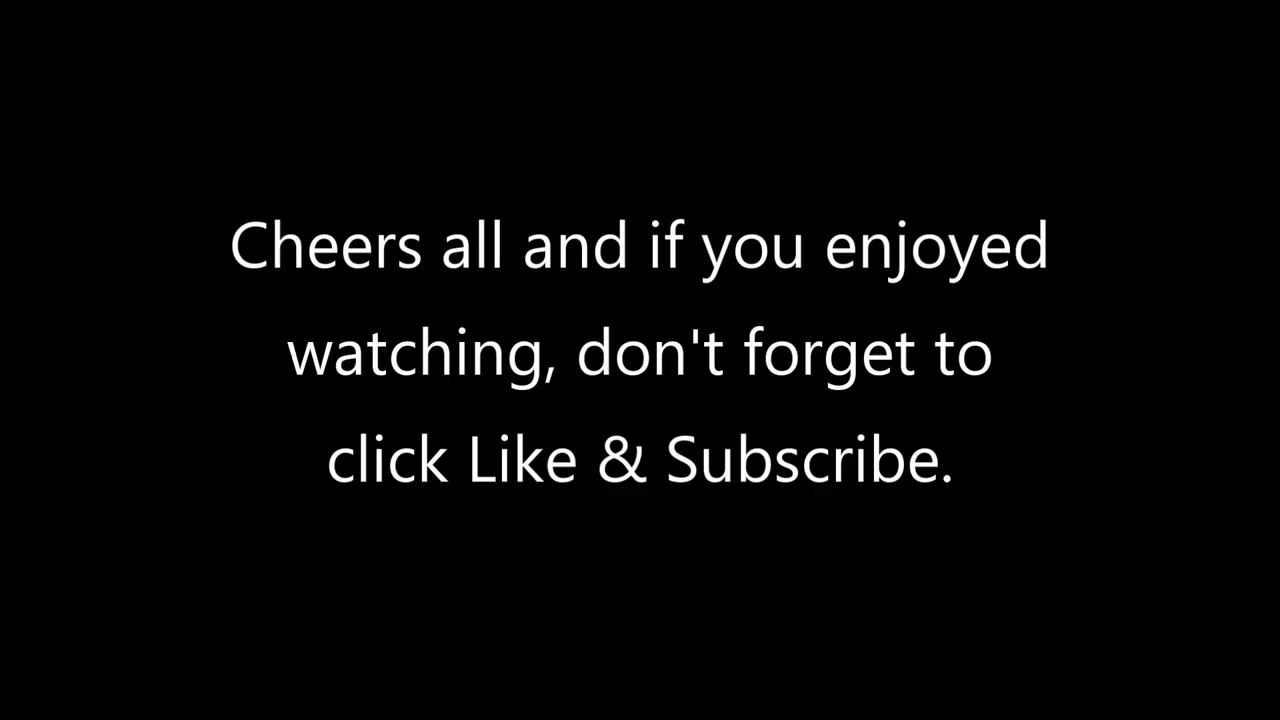 Cheers all and if you enjoyed
watching, don't forget to
click Like & Subscribe.